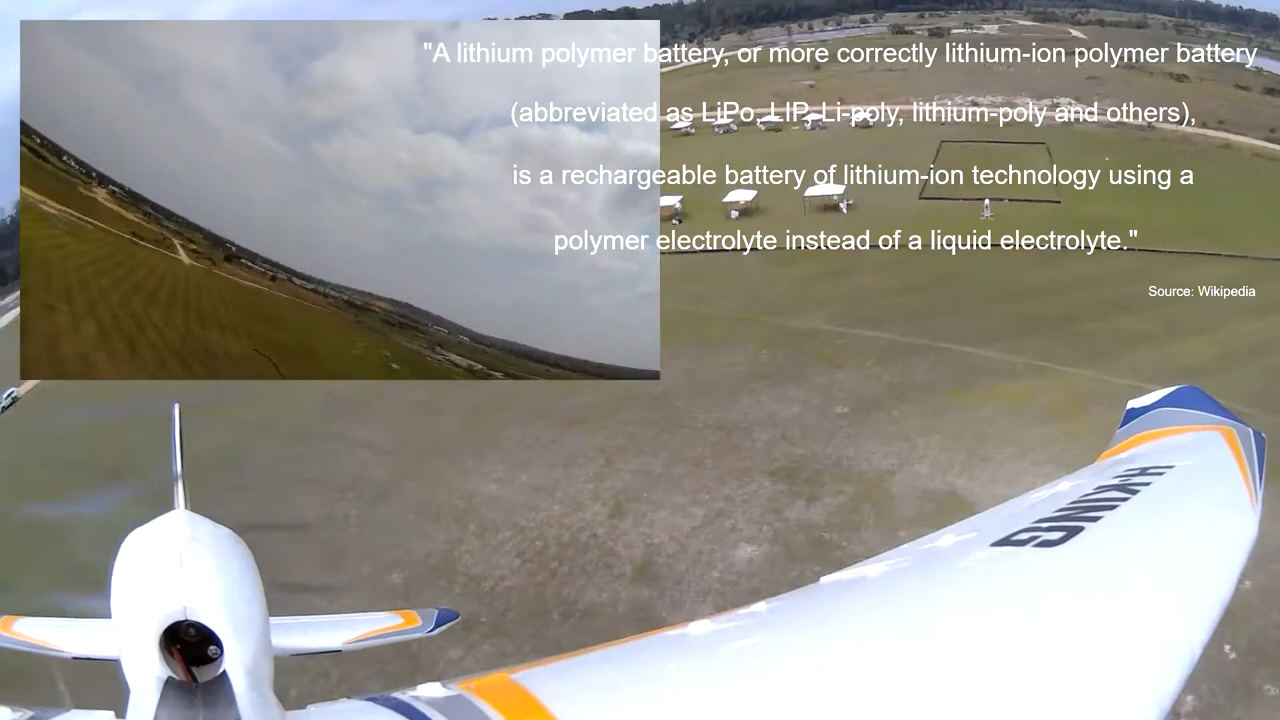 "A lithium polymer battery, or more correctly lithium-ion polymer battery
(abbreviated as LiPo, LIP, Li-poly, lithium-poly and others),
is a rechargeable battery of lithium-ion technology using a
polymer electrolyte instead of a liquid electrolyte."
Source: Wikipedia
H-KING